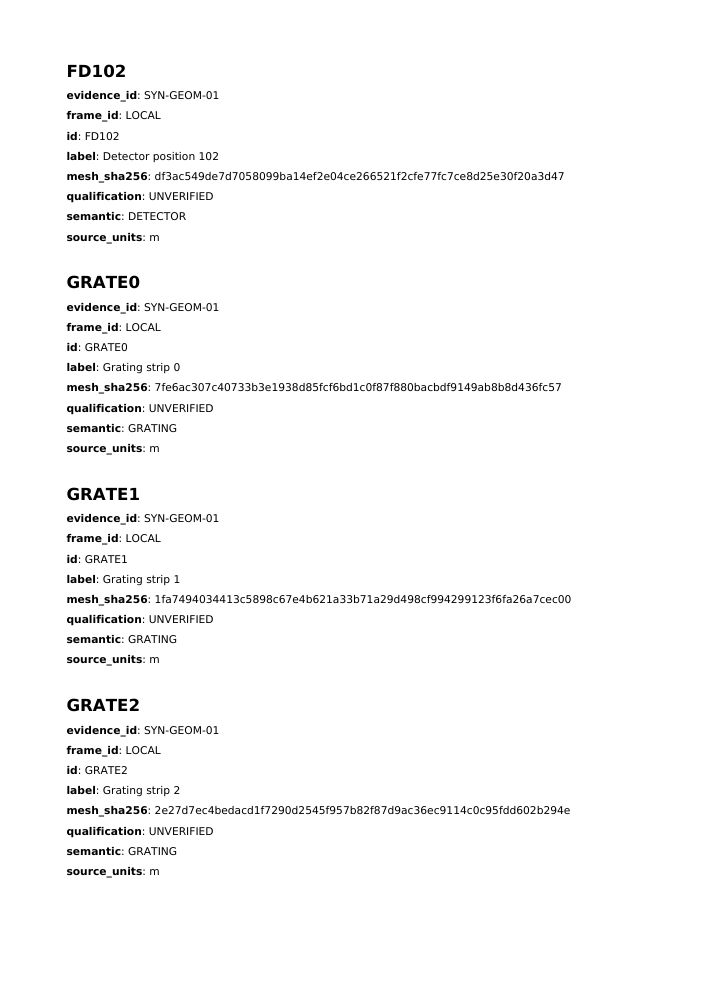 FD102
evidence_id: SYN-GEOM-01
frame_id: LOCAL
id: FD102
label: Detector position 102
mesh_sha256: df3ac549de7d7058099ba14ef2e04ce266521f2cfe77fc7ce8d25e30f20a3d47
qualification: UNVERIFIED
semantic: DETECTOR
source_units: m
GRATE0
evidence_id: SYN-GEOM-01
frame_id: LOCAL
id: GRATE0
label: Grating strip 0
mesh_sha256: 7fe6ac307c40733b3e1938d85fcf6bd1c0f87f880bacbdf9149ab8b8d436fc57
qualification: UNVERIFIED
semantic: GRATING
source_units: m
GRATE1
evidence_id: SYN-GEOM-01
frame_id: LOCAL
id: GRATE1
label: Grating strip 1
mesh_sha256: 1fa7494034413c5898c67e4b621a33b71a29d498cf994299123f6fa26a7cec00
qualification: UNVERIFIED
semantic: GRATING
source_units: m
GRATE2
evidence_id: SYN-GEOM-01
frame_id: LOCAL
id: GRATE2
label: Grating strip 2
mesh_sha256: 2e27d7ec4bedacd1f7290d2545f957b82f87d9ac36ec9114c0c95fdd602b294e
qualification: UNVERIFIED
semantic: GRATING
source_units: m